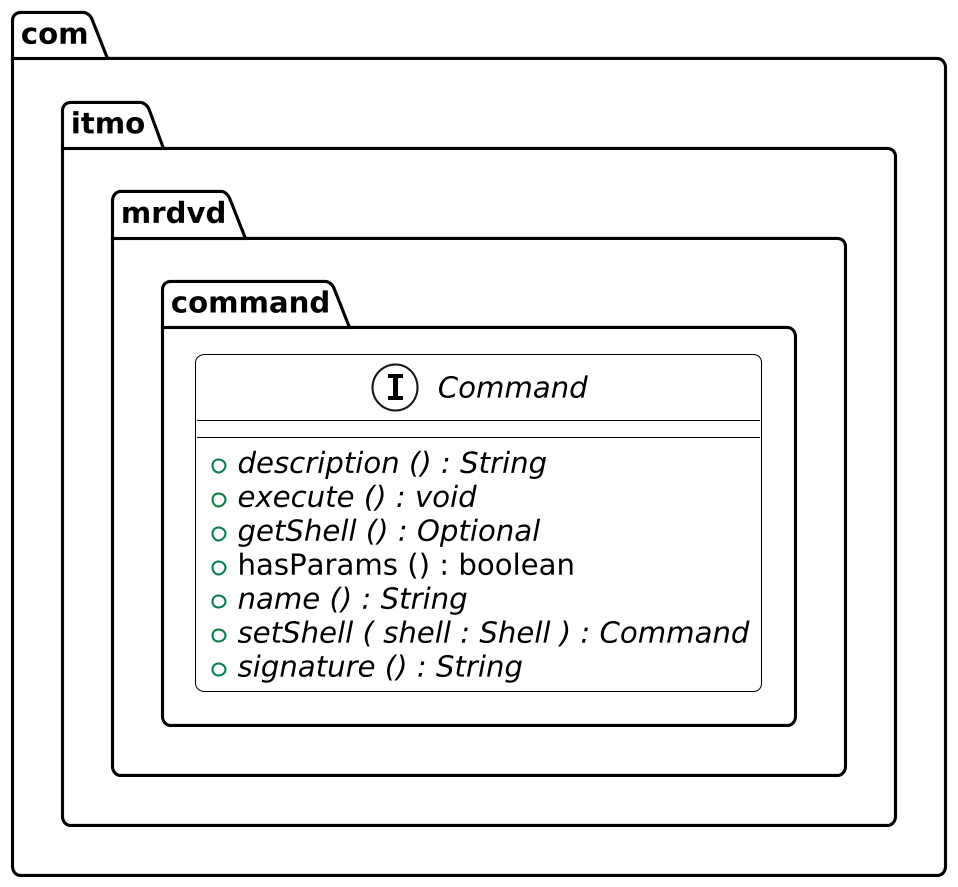 com
itmo
mrdvd
command
I Command
description () : String
execute () : void
getShell () : Optional
hasParams () : boolean
name () : String
setShell ( shell : Shell ) : Command
signature () : String